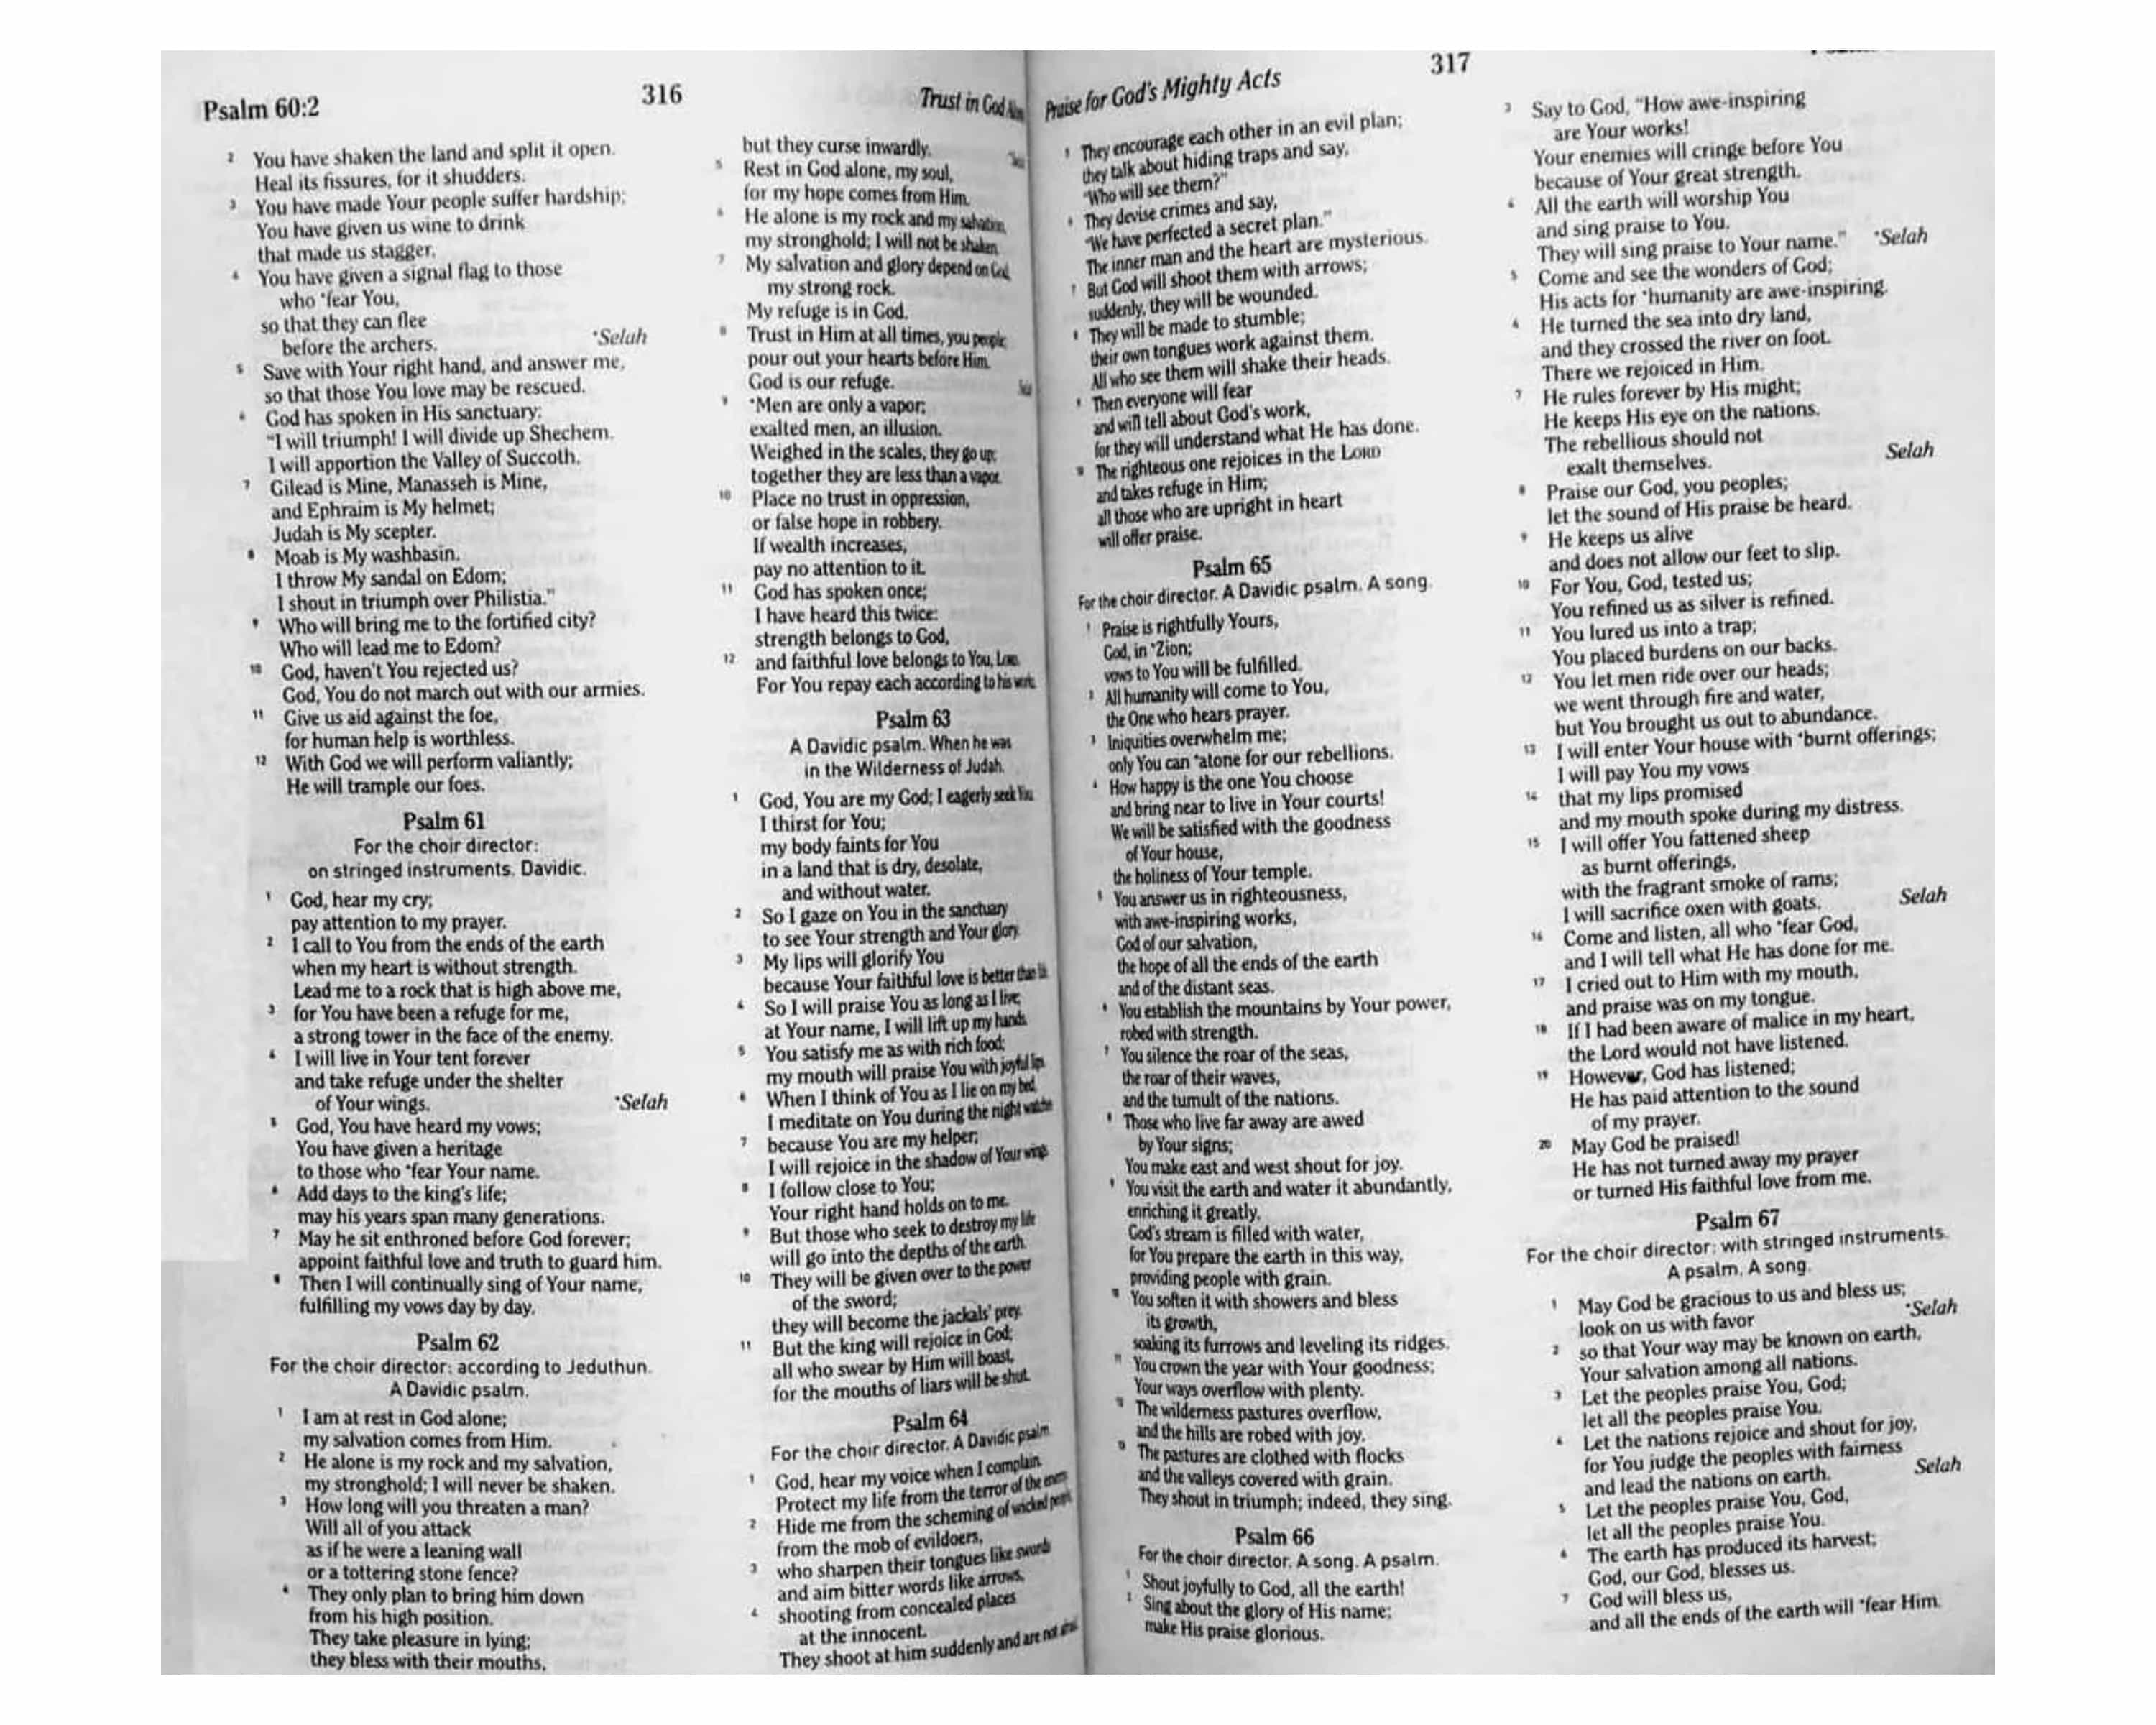 Psalm 60:2
316
Trust in God
2 You have shaken the land and split it open.
Heal its fissures, for it shudders.
3 You have made Your people suffer hardship;
You have given us wine to drink
that made us stagger.
4 You have given a signal flag to those
who *fear You,
so that they can flee
before the archers. *Selah
5 Save with Your right hand, and answer me,
so that those You love may be rescued.
6 God has spoken in His sanctuary:
"I will triumph! I will divide up Shechem.
I will apportion the Valley of Succoth.
7 Gilead is Mine, Manasseh is Mine,
and Ephraim is My helmet;
Judah is My scepter.
8 Moab is My washbasin.
I throw My sandal on Edom;
I shout in triumph over Philistia."
9 Who will bring me to the fortified city?
Who will lead me to Edom?
10 God, haven't You rejected us?
God, You do not march out with our armies.
11 Give us aid against the foe,
for human help is worthless.
12 With God we will perform valiantly;
He will trample our foes.
Psalm 61
For the choir director:
on stringed instruments. Davidic.
1 God, hear my cry;
pay attention to my prayer.
2 I call to You from the ends of the earth
when my heart is without strength.
Lead me to a rock that is high above me,
3 for You have been a refuge for me,
a strong tower in the face of the enemy.
4 I will live in Your tent forever
and take refuge under the shelter
of Your wings. *Selah
5 God, You have heard my vows;
You have given a heritage
to those who *fear Your name.
6 Add days to the king's life;
may his years span many generations.
7 May he sit enthroned before God forever;
appoint faithful love and truth to guard him.
8 Then I will continually sing of Your name,
fulfilling my vows day by day.
Psalm 62
For the choir director: according to Jeduthun.
A Davidic psalm.
1 I am at rest in God alone;
my salvation comes from Him.
2 He alone is my rock and my salvation,
my stronghold; I will never be shaken.
3 How long will you threaten a man?
Will all of you attack
as if he were a leaning wall
or a tottering stone fence?
4 They only plan to bring him down
from his high position.
They take pleasure in lying;
they bless with their mouths,
but they curse inwardly.
5 Rest in God alone, my soul,
for my hope comes from Him.
6 He alone is my rock and my salvation,
my stronghold; I will not be shaken.
7 My salvation and glory depend on God,
my strong rock.
My refuge is in God.
8 Trust in Him at all times, you people;
pour out your hearts before Him.
God is our refuge.
9 *Men are only a vapor;
exalted men, an illusion.
Weighed in the scales, they go up;
together they are less than a vapor.
10 Place no trust in oppression,
or false hope in robbery.
If wealth increases,
pay no attention to it.
11 God has spoken once;
I have heard this twice:
strength belongs to God,
12 and faithful love belongs to You, LORD.
For You repay each according to his works.
Psalm 63
A Davidic psalm. When he was
in the Wilderness of Judah.
1 God, You are my God; I eagerly seek You.
I thirst for You;
my body faints for You
in a land that is dry, desolate,
and without water.
2 So I gaze on You in the sanctuary
to see Your strength and Your glory.
3 My lips will glorify You
because Your faithful love is better than life.
4 So I will praise You as long as I live;
at Your name, I will lift up my hands.
5 You satisfy me as with rich food;
my mouth will praise You with joyful lips.
6 When I think of You as I lie on my bed,
I meditate on You during the night watches
7 because You are my helper;
I will rejoice in the shadow of Your wings.
8 I follow close to You;
Your right hand holds on to me.
9 But those who seek to destroy my life
will go into the depths of the earth.
10 They will be given over to the power
of the sword;
they will become the jackals' prey.
11 But the king will rejoice in God;
all who swear by Him will boast,
for the mouths of liars will be shut.
Psalm 64
For the choir director. A Davidic psalm.
1 God, hear my voice when I complain.
Protect my life from the terror of the enemy.
2 Hide me from the scheming of wicked people,
from the mob of evildoers,
3 who sharpen their tongues like swords
and aim bitter words like arrows,
4 shooting from concealed places
at the innocent.
They shoot at him suddenly and are not afraid.
Praise for God's Mighty Acts
317
5 They encourage each other in an evil plan;
they talk about hiding traps and say,
"Who will see them?"
6 They devise crimes and say,
"We have perfected a secret plan."
The inner man and the heart are mysterious.
7 But God will shoot them with arrows;
suddenly, they will be wounded.
8 They will be made to stumble;
their own tongues work against them.
All who see them will shake their heads.
9 Then everyone will fear
and will tell about God's work,
for they will understand what He has done.
10 The righteous one rejoices in the LORD
and takes refuge in Him;
all those who are upright in heart
will offer praise.
Psalm 65
For the choir director. A Davidic psalm. A song.
1 Praise is rightfully Yours,
God, in *Zion;
vows to You will be fulfilled.
2 All humanity will come to You,
the One who hears prayer.
3 Iniquities overwhelm me;
only You can *atone for our rebellions.
4 How happy is the one You choose
and bring near to live in Your courts!
We will be satisfied with the goodness
of Your house,
the holiness of Your temple.
5 You answer us in righteousness,
with awe-inspiring works,
God of our salvation,
the hope of all the ends of the earth
and of the distant seas.
6 You establish the mountains by Your power,
robed with strength.
7 You silence the roar of the seas,
the roar of their waves,
and the tumult of the nations.
8 Those who live far away are awed
by Your signs;
You make east and west shout for joy.
9 You visit the earth and water it abundantly,
enriching it greatly.
God's stream is filled with water,
for You prepare the earth in this way,
providing people with grain.
10 You soften it with showers and bless
its growth,
soaking its furrows and leveling its ridges.
11 You crown the year with Your goodness;
Your ways overflow with plenty.
12 The wilderness pastures overflow,
and the hills are robed with joy.
13 The pastures are clothed with flocks
and the valleys covered with grain.
They shout in triumph; indeed, they sing.
Psalm 66
For the choir director. A song. A psalm.
1 Shout joyfully to God, all the earth!
2 Sing about the glory of His name;
make His praise glorious.
3 Say to God, "How awe-inspiring
are Your works!
Your enemies will cringe before You
because of Your great strength.
4 All the earth will worship You
and sing praise to You.
They will sing praise to Your name." *Selah
5 Come and see the wonders of God;
His acts for *humanity are awe-inspiring.
6 He turned the sea into dry land,
and they crossed the river on foot.
There we rejoiced in Him.
7 He rules forever by His might;
He keeps His eye on the nations.
The rebellious should not
exalt themselves. Selah
8 Praise our God, you peoples;
let the sound of His praise be heard.
9 He keeps us alive
and does not allow our feet to slip.
10 For You, God, tested us;
You refined us as silver is refined.
11 You lured us into a trap;
You placed burdens on our backs.
12 You let men ride over our heads;
we went through fire and water,
but You brought us out to abundance.
13 I will enter Your house with *burnt offerings;
I will pay You my vows
14 that my lips promised
and my mouth spoke during my distress.
15 I will offer You fattened sheep
as burnt offerings,
with the fragrant smoke of rams;
I will sacrifice oxen with goats. Selah
16 Come and listen, all who *fear God,
and I will tell what He has done for me.
17 I cried out to Him with my mouth,
and praise was on my tongue.
18 If I had been aware of malice in my heart,
the Lord would not have listened.
19 However, God has listened;
He has paid attention to the sound
of my prayer.
20 May God be praised!
He has not turned away my prayer
or turned His faithful love from me.
Psalm 67
For the choir director: with stringed instruments.
A psalm. A song.
1 May God be gracious to us and bless us;
look on us with favor *Selah
2 so that Your way may be known on earth,
Your salvation among all nations.
3 Let the peoples praise You, God;
let all the peoples praise You.
4 Let the nations rejoice and shout for joy,
for You judge the peoples with fairness
and lead the nations on earth. Selah
5 Let the peoples praise You, God,
let all the peoples praise You.
6 The earth has produced its harvest;
God, our God, blesses us.
7 God will bless us,
and all the ends of the earth will *fear Him.